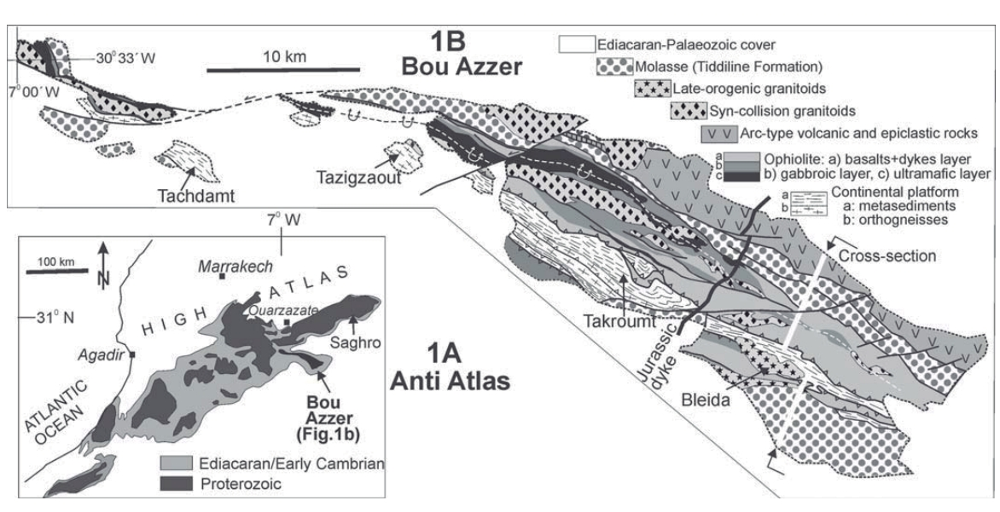 1B
Bou Azzer
30° 33´ W
7° 00´ W
10 km
Ediacaran-Palaeozoic cover
Molasse (Tiddiline Formation)
Late-orogenic granitoids
Syn-collision granitoids
Arc-type volcanic and epiclastic rocks
a
b
c
Ophiolite: a) basalts+dykes layer
b) gabbroic layer, c) ultramafic layer
a
b
Continental platform
a: metasediments
b: orthogneisses
Tachdamt
Tazigzaout
Cross-section
Takroumt
Jurassic
dyke
Bleida
1A
Anti Atlas
7° W
100 km
N
Marrakech
HIGH ATLAS
Ouarzazate
31° N
Saghro
Agadir
ATLANTIC
OCEAN
Bou
Azzer
(Fig.1b)
Ediacaran/Early Cambrian
Proterozoic